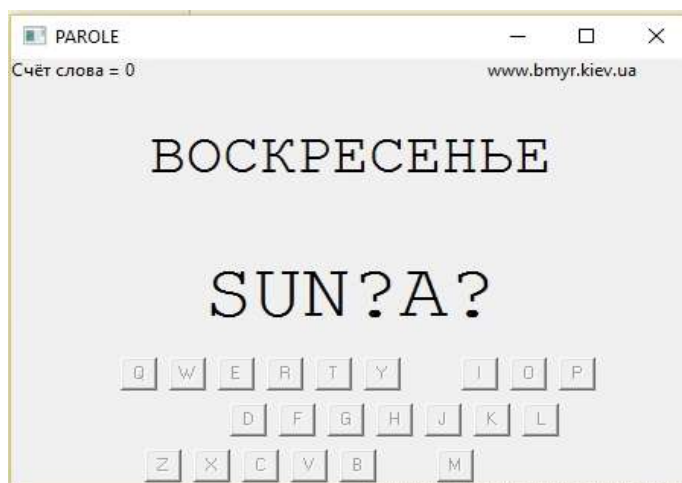 PAROLE
Счёт слова = 0 www.bmyr.kiev.ua
ВОСКРЕСЕНЬЕ
SUN?A?
Q W E R T Y I O P
D F G H J K L
Z X C V B M